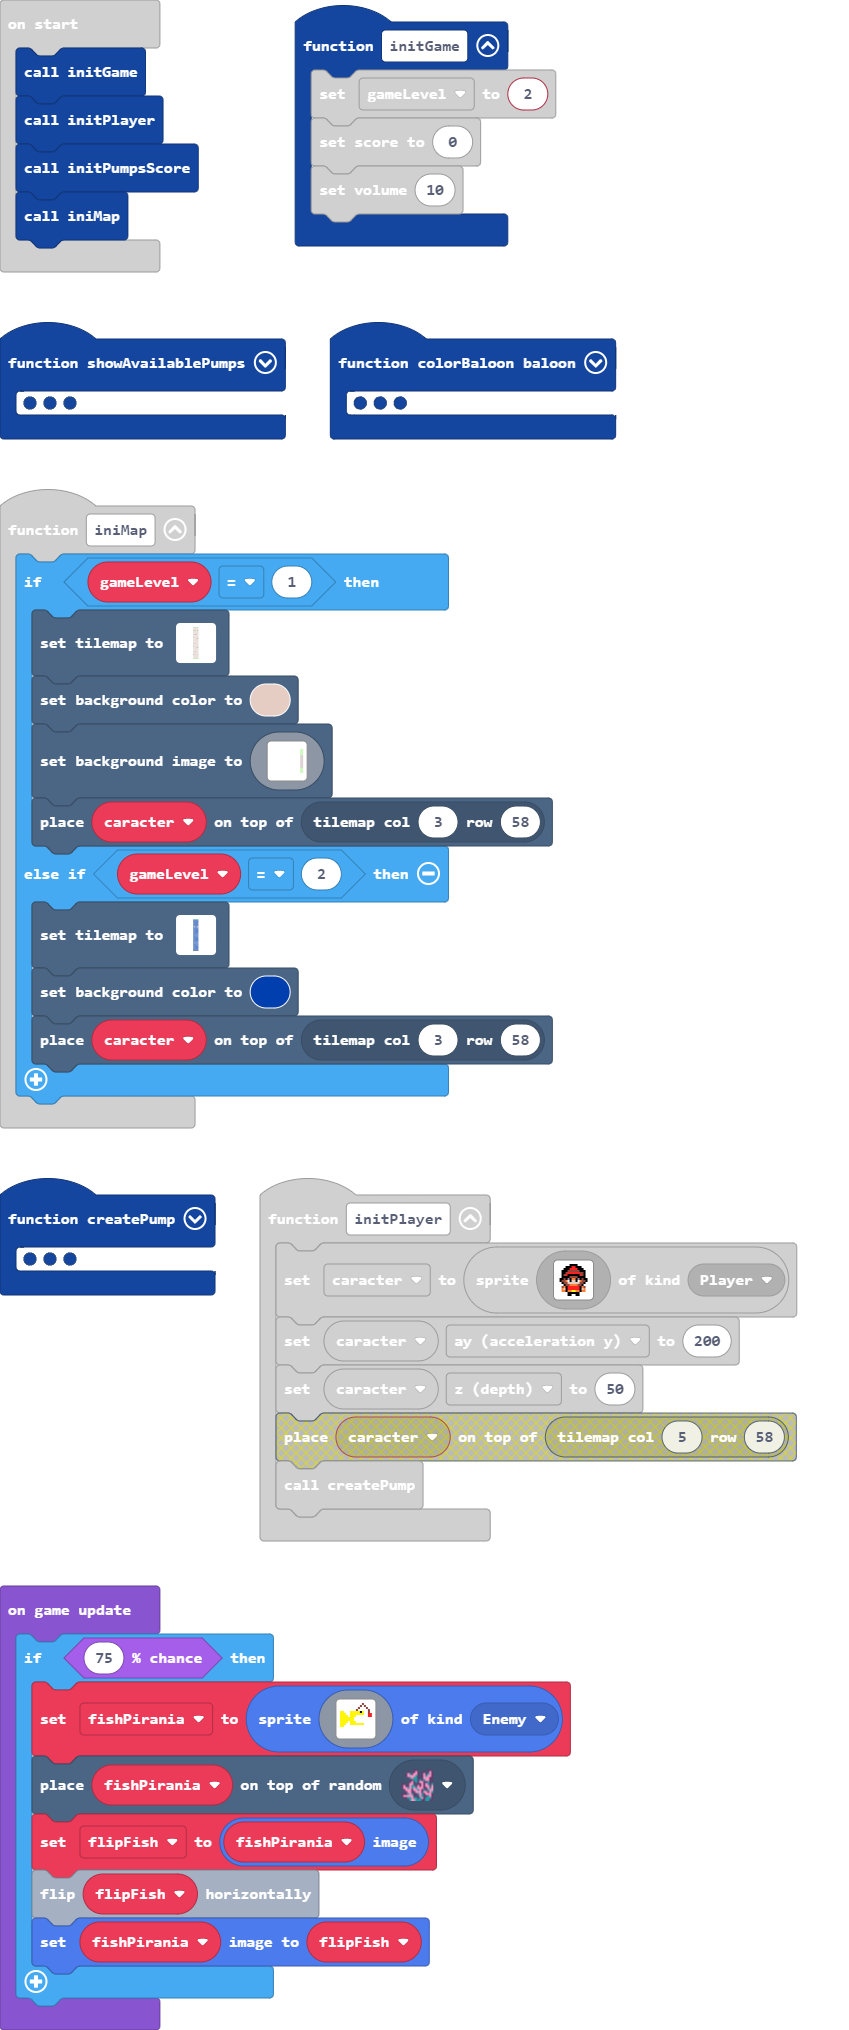 on start
call initGame
call initPlayer
call initPumpsScore
call iniMap
function initGame
set gameLevel to 2
set score to 0
set volume 10
function showAvailablePumps
function colorBaloon baloon
function iniMap
if gameLevel = 1 then
set tilemap to
set background color to
set background image to
place caracter on top of tilemap col 3 row 58
else if gameLevel = 2 then
set tilemap to
set background color to
place caracter on top of tilemap col 3 row 58
function createPump
function initPlayer
set caracter to sprite of kind Player
set caracter ay (acceleration y) to 200
set caracter z (depth) to 50
place caracter on top of tilemap col 5 row 58
call createPump
on game update
if 75 % chance then
set fishPirania to sprite of kind Enemy
place fishPirania on top of random
set flipFish to fishPirania image
flip flipFish horizontally
set fishPirania image to flipFish